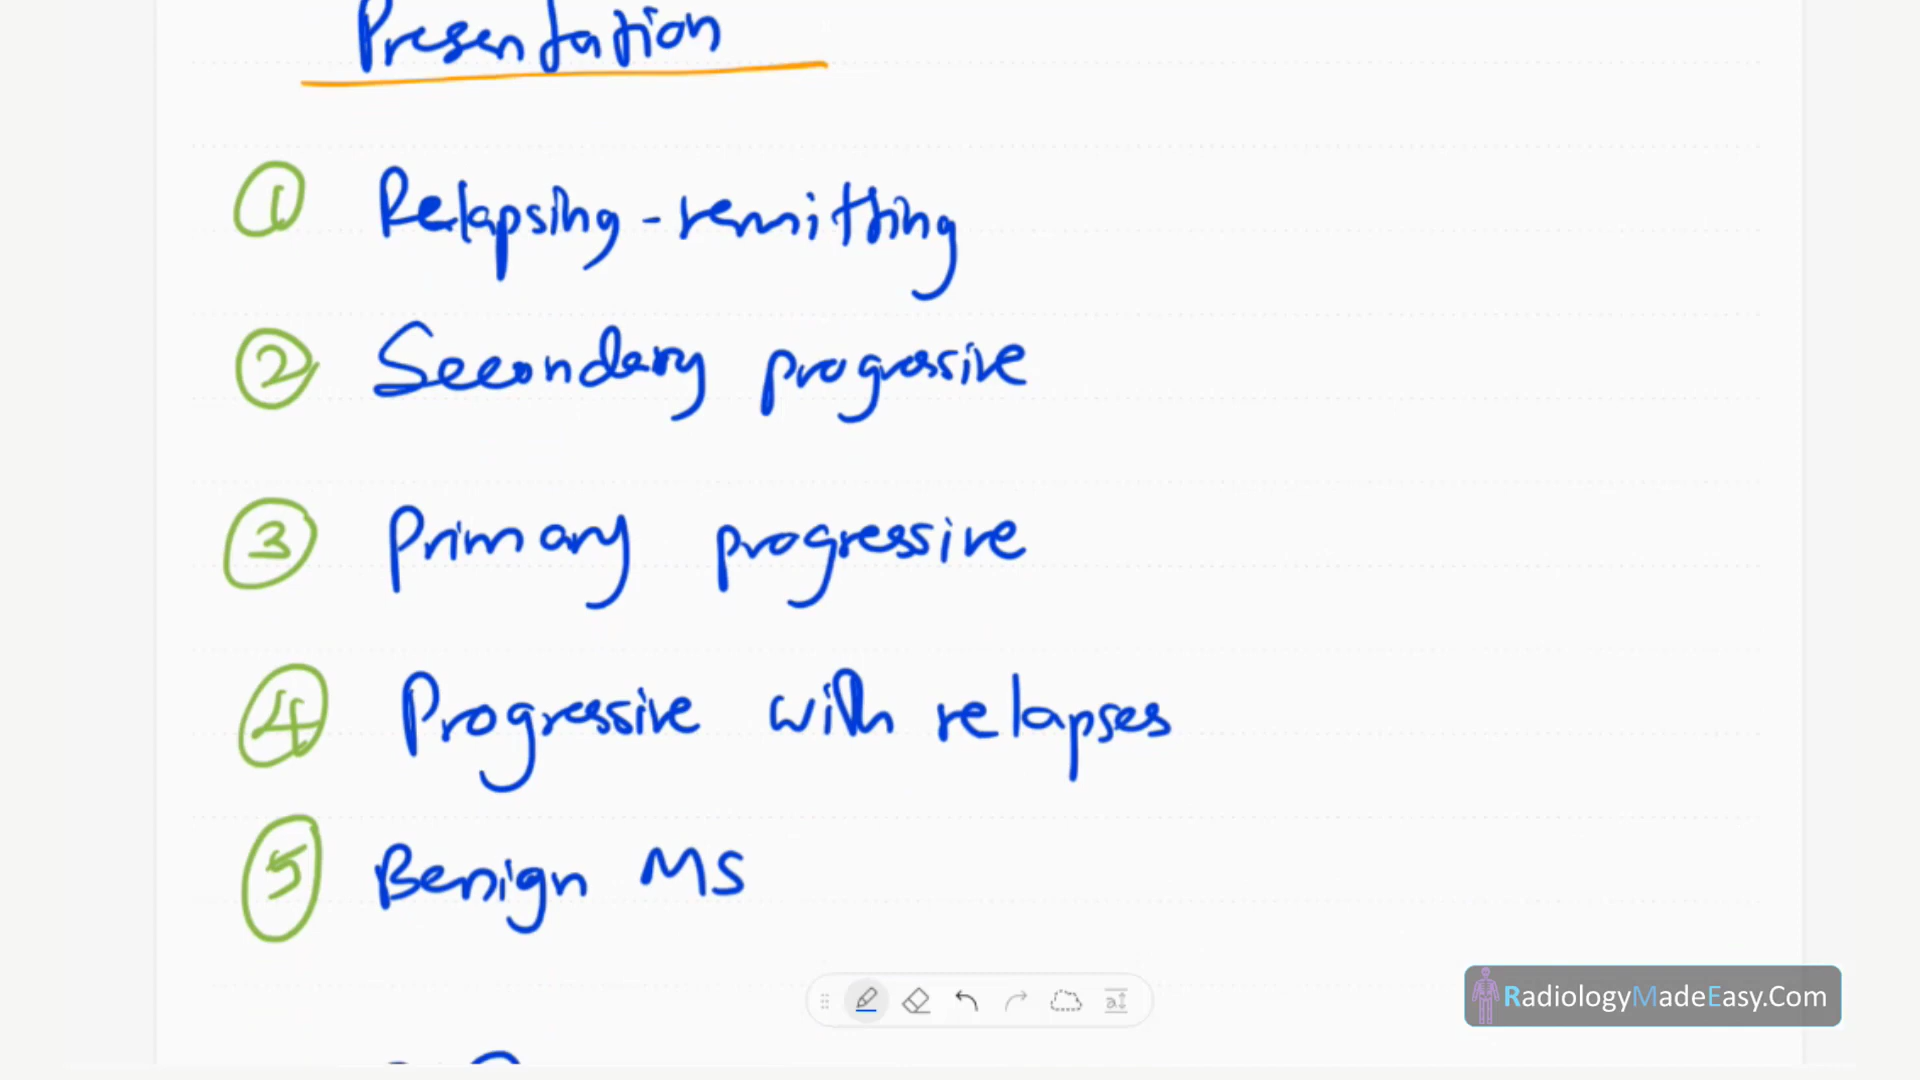 Presentation
1 Relapsing-remitting
2 Secondary progressive
3 Primary progressive
4 Progressive with relapses
5 Benign MS
RadiologyMadeEasy.Com